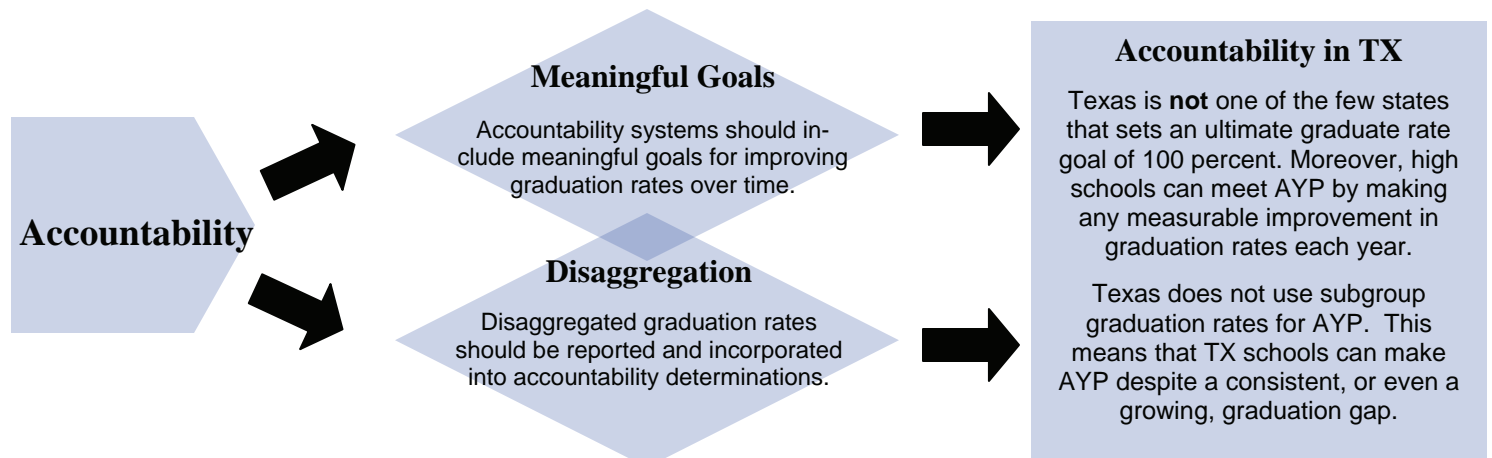 Accountability
Meaningful Goals
Accountability systems should in-
clude meaningful goals for improving
graduation rates over time.
Disaggregation
Disaggregated graduation rates
should be reported and incorporated
into accountability determinations.
Accountability in TX
Texas is not one of the few states
that sets an ultimate graduate rate
goal of 100 percent. Moreover, high
schools can meet AYP by making
any measurable improvement in
graduation rates each year.
Texas does not use subgroup
graduation rates for AYP.  This
means that TX schools can make
AYP despite a consistent, or even a
growing, graduation gap.